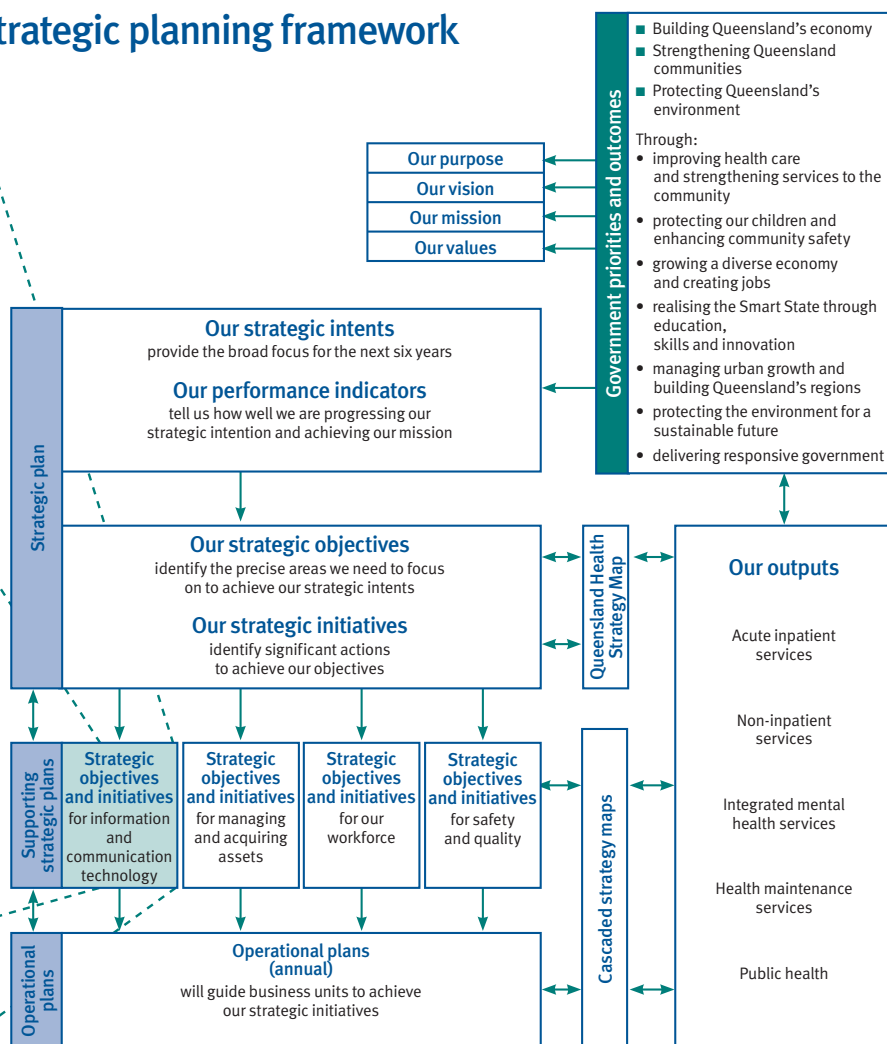 trategic planning framework
Building Queensland's economy
Strengthening Queensland
communities
Protecting Queensland's
environment
Through:
• improving health care
and strengthening services to the
community
• protecting our children and
enhancing community safety
• growing a diverse economy
and creating jobs
• realising the Smart State through
education,
skills and innovation
• managing urban growth and
building Queensland's regions
• protecting the environment for a
sustainable future
• delivering responsive government
Government priorities and outcomes
Our purpose
Our vision
Our mission
Our values
Strategic plan
Our strategic intents
provide the broad focus for the next six years
Our performance indicators
tell us how well we are progressing our
strategic intention and achieving our mission
Our strategic objectives
identify the precise areas we need to focus
on to achieve our strategic intents
Our strategic initiatives
identify significant actions
to achieve our objectives
Queensland Health
Strategy Map
Our outputs
Acute inpatient
services
Non-inpatient
services
Integrated mental
health services
Health maintenance
services
Public health
Supporting
strategic plans
Strategic
objectives
and initiatives
for information
and
communication
technology
Strategic
objectives
and initiatives
for managing
and acquiring
assets
Strategic
objectives
and initiatives
for our
workforce
Strategic
objectives
and initiatives
for safety
and quality
Cascaded strategy maps
Operational
plans
Operational plans
(annual)
will guide business units to achieve
our strategic initiatives